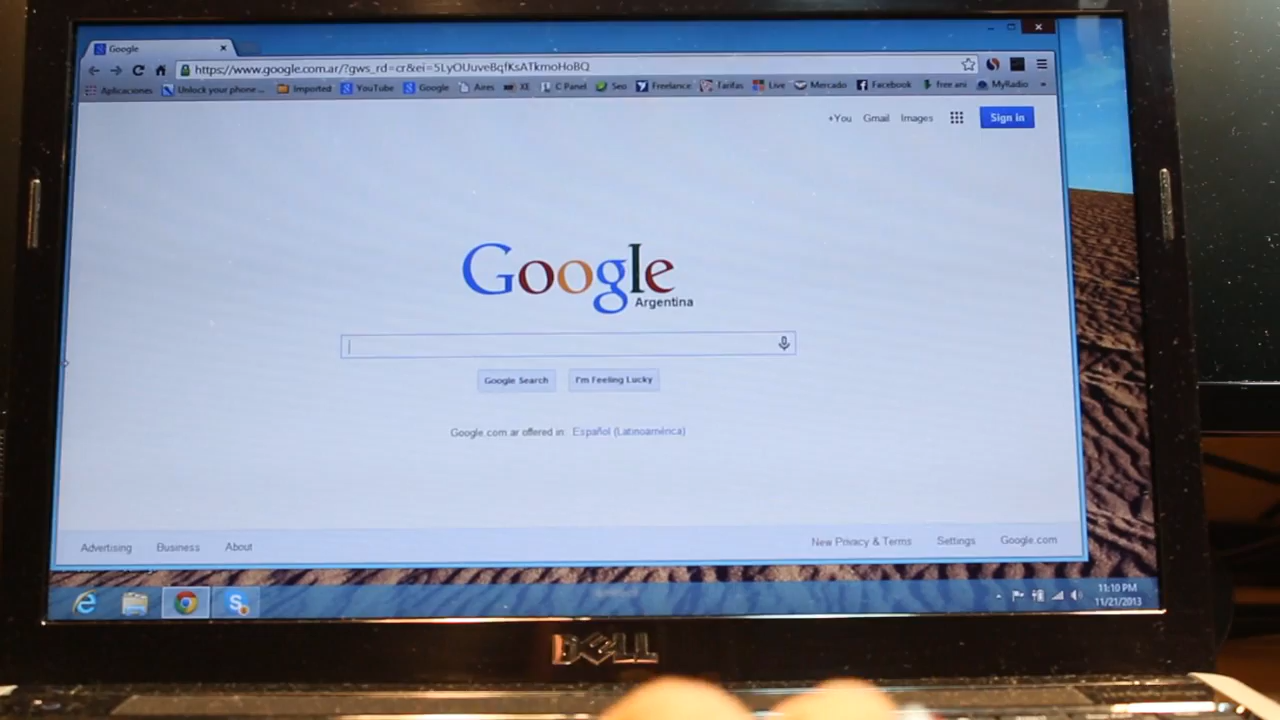 Google
https://www.google.com.ar/?gws_rd=cr&ei=5LyOUuveBqfKsATkmoHoBQ
Aplicaciones Unlock your phone ... Imported YouTube Google Aires XE C Panel Seo Freelance Tarifas Live Mercado Facebook free ani MyRadio »
+You Gmail Images Sign in
Google
Argentina
Google Search I'm Feeling Lucky
Google.com.ar offered in: Español (Latinoamérica)
Advertising Business About New Privacy & Terms Settings Google.com
11:10 PM
11/21/2013
DELL